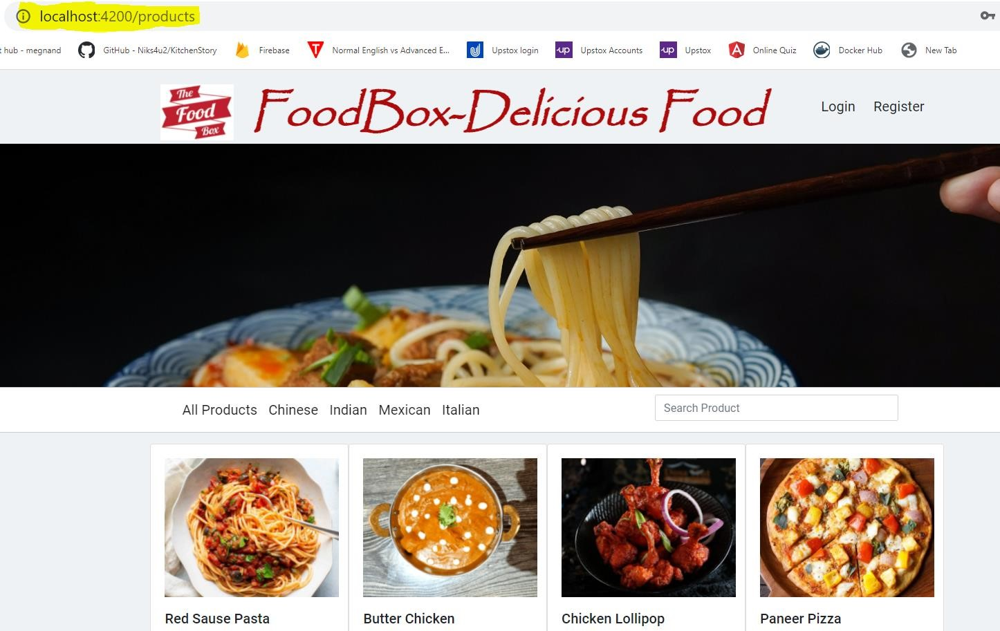 localhost:4200/products
t hub - megnand GitHub - Niks4u2/KitchenStory Firebase Normal English vs Advanced E... Upstox login Upstox Accounts Upstox Online Quiz Docker Hub New Tab
The
Food
Box
FoodBox-Delicious Food
Login Register
All Products Chinese Indian Mexican Italian
Search Product
Red Sause Pasta Butter Chicken Chicken Lollipop Paneer Pizza